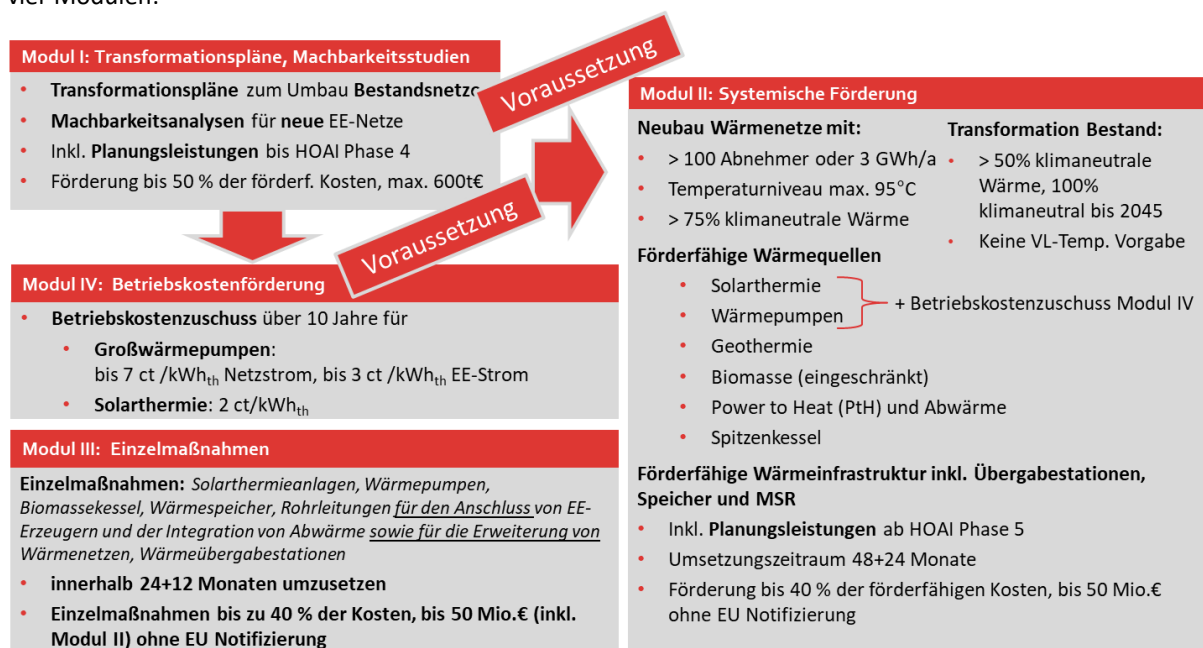 vier Modulen:
Modul I: Transformationspläne, Machbarkeitsstudien
• Transformationspläne zum Umbau Bestandsnetze
• Machbarkeitsanalysen für neue EE-Netze
• Inkl. Planungsleistungen bis HOAI Phase 4
• Förderung bis 50 % der förderf. Kosten, max. 600t€
Voraussetzung
Voraussetzung
Modul IV: Betriebskostenförderung
• Betriebskostenzuschuss über 10 Jahre für
• Großwärmepumpen:
bis 7 ct /kWhth Netzstrom, bis 3 ct /kWhth EE-Strom
• Solarthermie: 2 ct/kWhth
Modul III: Einzelmaßnahmen
Einzelmaßnahmen: Solarthermieanlagen, Wärmepumpen,
Biomassekessel, Wärmespeicher, Rohrleitungen für den Anschluss von EE-
Erzeugern und der Integration von Abwärme sowie für die Erweiterung von
Wärmenetzen, Wärmeübergabestationen
• innerhalb 24+12 Monaten umzusetzen
• Einzelmaßnahmen bis zu 40 % der Kosten, bis 50 Mio.€ (inkl.
Modul II) ohne EU Notifizierung
Modul II: Systemische Förderung
Neubau Wärmenetze mit:
• > 100 Abnehmer oder 3 GWh/a
• Temperaturniveau max. 95°C
• > 75% klimaneutrale Wärme
Transformation Bestand:
• > 50% klimaneutrale
Wärme, 100%
klimaneutral bis 2045
• Keine VL-Temp. Vorgabe
Förderfähige Wärmequellen
• Solarthermie
• Wärmepumpen
+ Betriebskostenzuschuss Modul IV
• Geothermie
• Biomasse (eingeschränkt)
• Power to Heat (PtH) und Abwärme
• Spitzenkessel
Förderfähige Wärmeinfrastruktur inkl. Übergabestationen,
Speicher und MSR
• Inkl. Planungsleistungen ab HOAI Phase 5
• Umsetzungszeitraum 48+24 Monate
• Förderung bis 40 % der förderfähigen Kosten, bis 50 Mio.€
ohne EU Notifizierung